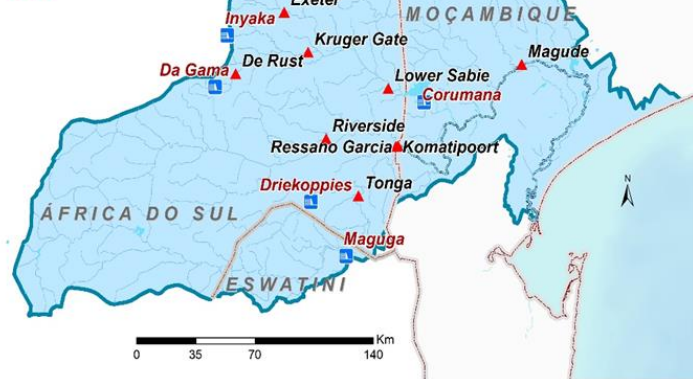 Exeter
MOÇAMBIQUE
Inyaka
Kruger Gate
Magude
De Rust
Da Gama
Lower Sabie
Corumana
Riverside
Ressano Garcia
Komatipoort
Driekoppies
Tonga
ÁFRICA DO SUL
N
Maguga
ESWATINI
Km
0 35 70 140